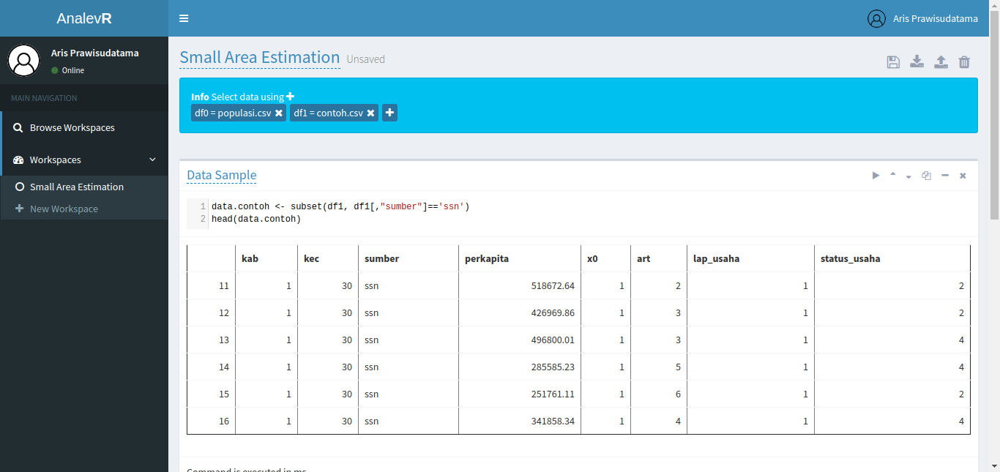 AnalevR
Aris Prawisudatama
Aris Prawisudatama
Online
MAIN NAVIGATION
Browse Workspaces
Workspaces
Small Area Estimation
New Workspace
Small Area Estimation Unsaved
Info Select data using
df0 = populasi.csv df1 = contoh.csv
Data Sample
1 data.contoh <- subset(df1, df1[,"sumber"]=='ssn')
2 head(data.contoh)
kab kec sumber perkapita x0 art lap_usaha status_usaha
11 1 30 ssn 518672.64 1 2 1 2
12 1 30 ssn 426969.86 1 3 1 2
13 1 30 ssn 496800.01 1 3 1 4
14 1 30 ssn 285585.23 1 5 1 4
15 1 30 ssn 251761.11 1 6 1 2
16 1 30 ssn 341858.34 1 4 1 4
Command is executed in ms